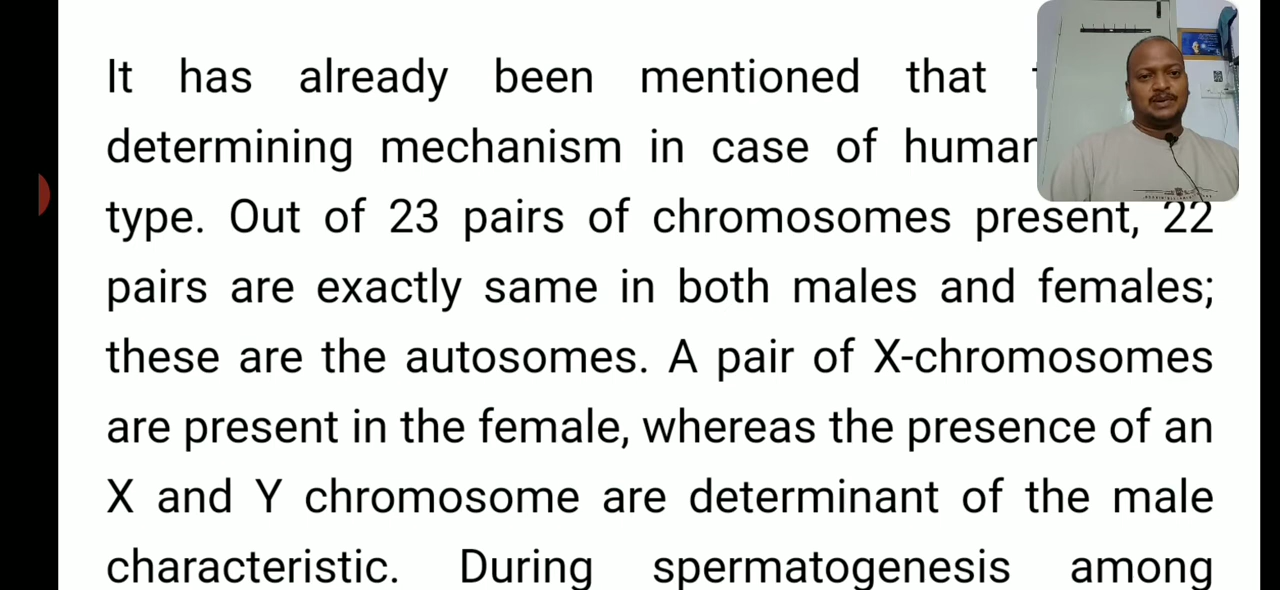 It has already been mentioned that
determining mechanism in case of human
type. Out of 23 pairs of chromosomes present, 22
pairs are exactly same in both males and females;
these are the autosomes. A pair of X-chromosomes
are present in the female, whereas the presence of an
X and Y chromosome are determinant of the male
characteristic. During spermatogenesis among